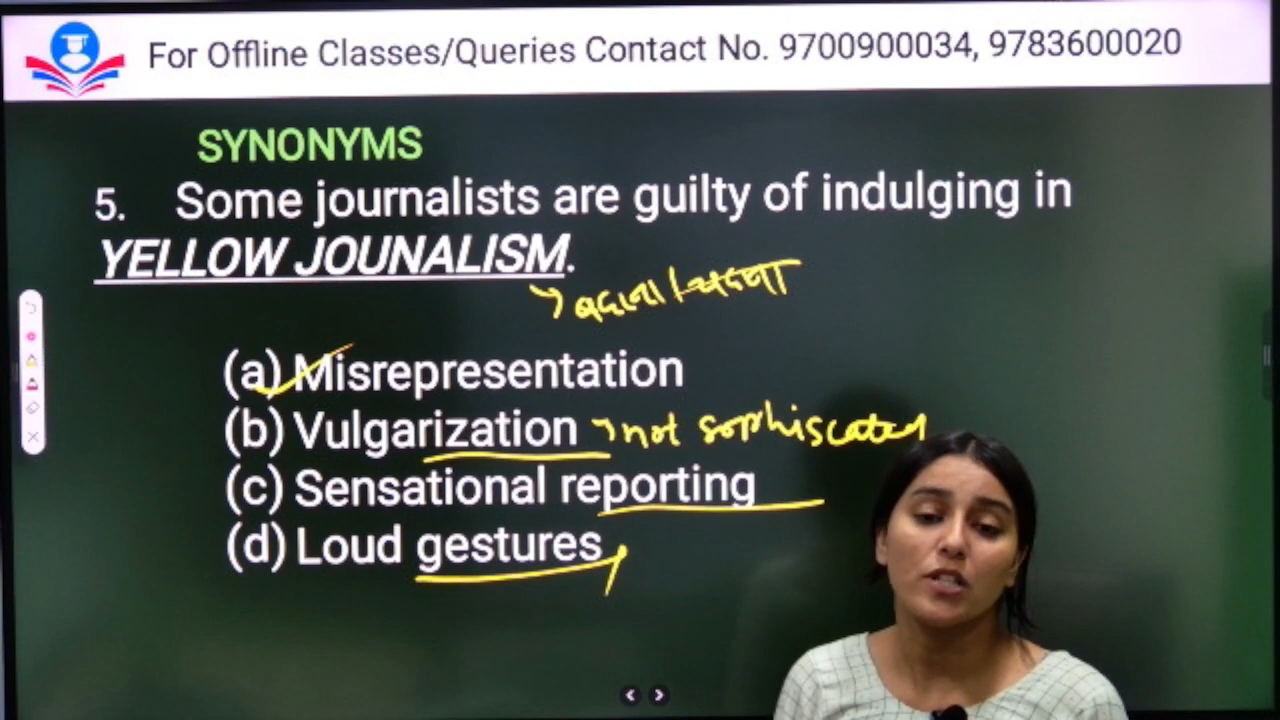 For Offline Classes/Queries Contact No. 9700900034, 9783600020
SYNONYMS
5. Some journalists are guilty of indulging in
YELLOW JOUNALISM.
(a) Misrepresentation
(b) Vulgarization → not sophiscated
(c) Sensational reporting
(d) Loud gestures